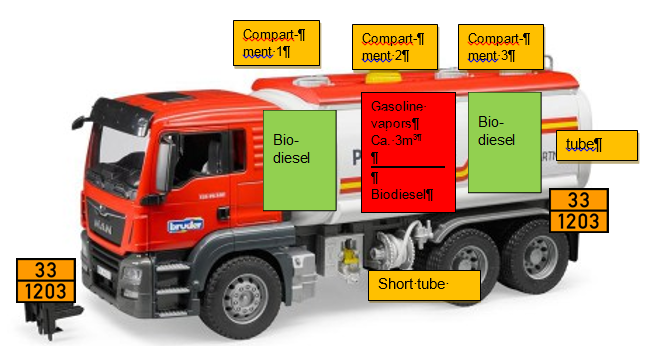 Compart-¶
ment·1¶
Compart-¶
ment·2¶
Compart-¶
ment·3¶
Gasoline·
vapors¶
Ca.·3m³¶
¶
¶
Biodiesel¶
Bio-
diesel
Bio-
diesel
tube¶
MAN
bruder
33
1203
33
1203
Short·tube·